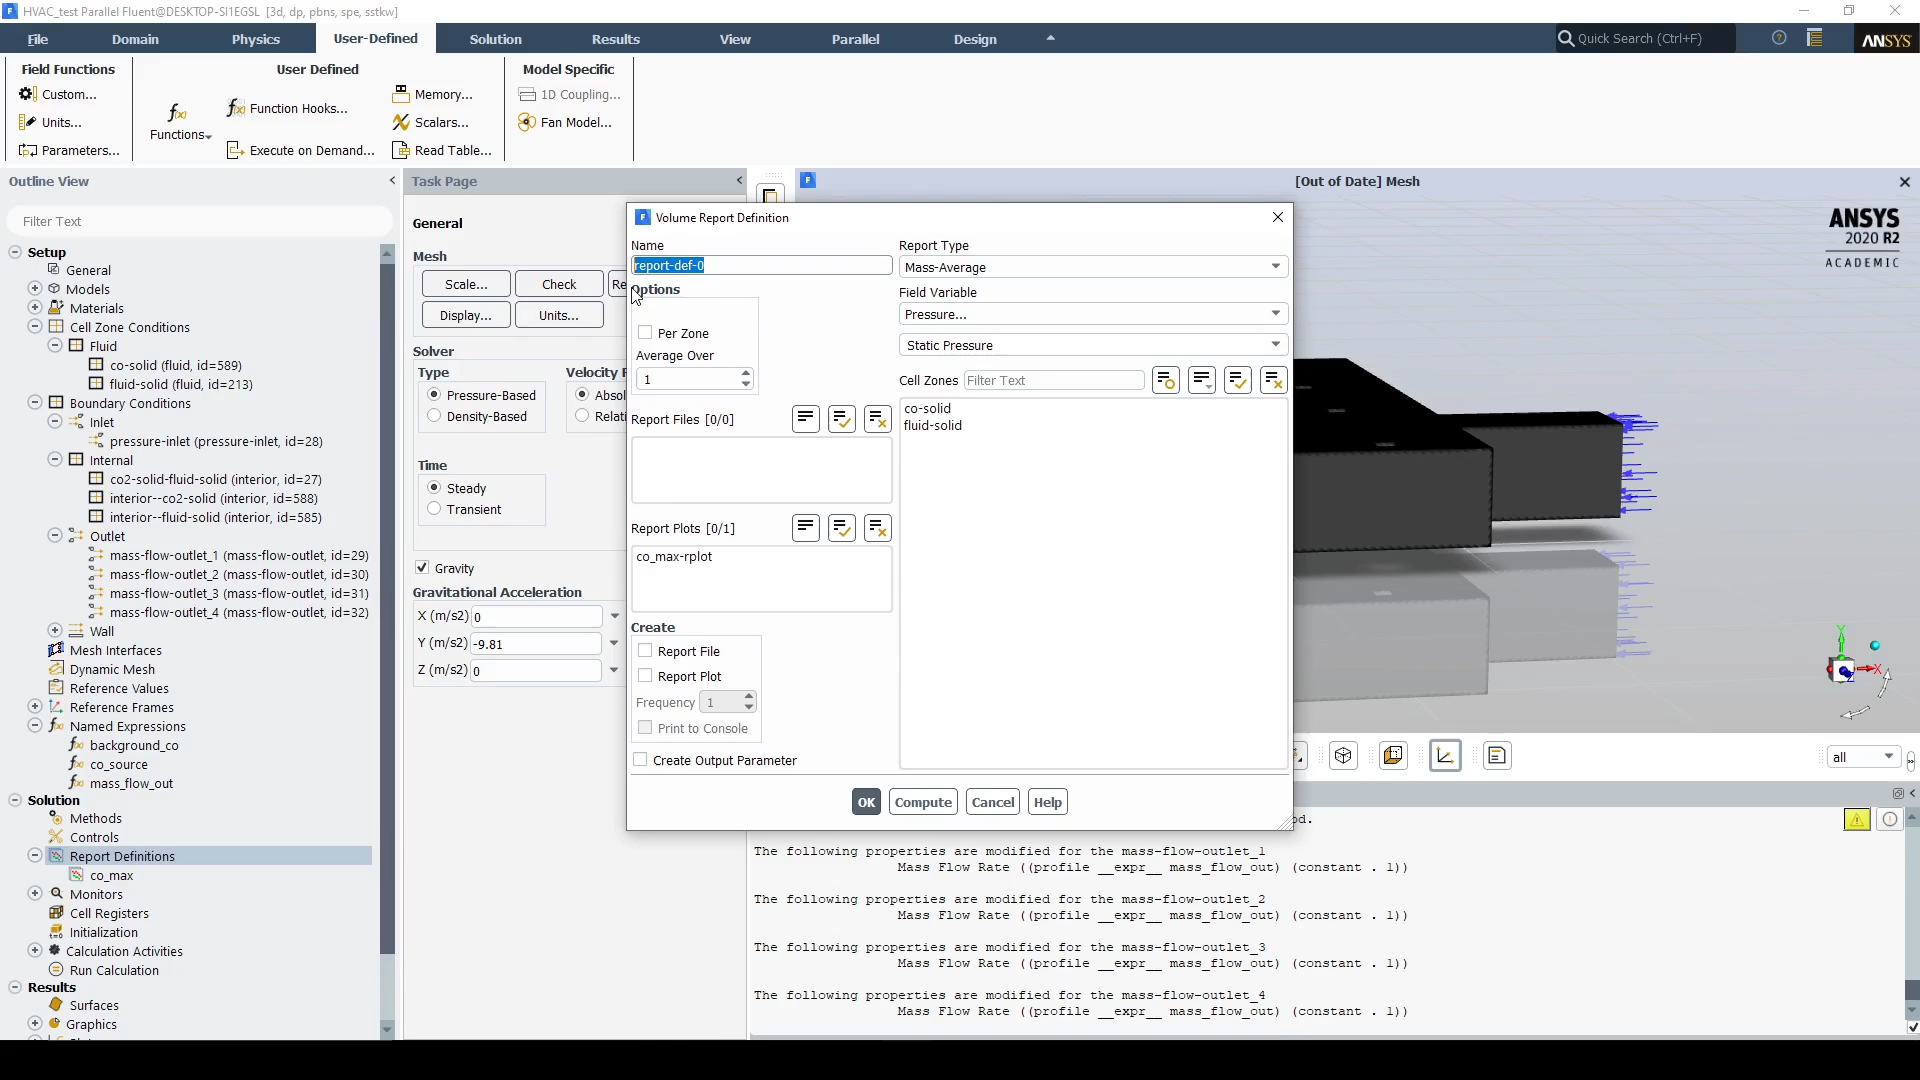 HVAC_test Parallel Fluent@DESKTOP-SI1EGSL [3d, dp, pbns, spe, sstkw]
File
Domain
Physics
User-Defined
Solution
Results
View
Parallel
Design
Quick Search (Ctrl+F)
ANSYS
Field Functions
Custom...
Units...
Parameters...
User Defined
Functions
Function Hooks...
Execute on Demand...
Memory...
Scalars...
Read Table...
Model Specific
1D Coupling...
Fan Model...
Outline View
Filter Text
Setup
General
Models
Materials
Cell Zone Conditions
Fluid
co-solid (fluid, id=589)
fluid-solid (fluid, id=213)
Boundary Conditions
Inlet
pressure-inlet (pressure-inlet, id=28)
Internal
co2-solid-fluid-solid (interior, id=27)
interior--co2-solid (interior, id=588)
interior--fluid-solid (interior, id=585)
Outlet
mass-flow-outlet_1 (mass-flow-outlet, id=29)
mass-flow-outlet_2 (mass-flow-outlet, id=30)
mass-flow-outlet_3 (mass-flow-outlet, id=31)
mass-flow-outlet_4 (mass-flow-outlet, id=32)
Wall
Mesh Interfaces
Dynamic Mesh
Reference Values
Reference Frames
Named Expressions
background_co
co_source
mass_flow_out
Solution
Methods
Controls
Report Definitions
co_max
Monitors
Cell Registers
Initialization
Calculation Activities
Run Calculation
Results
Surfaces
Graphics
Task Page
General
Mesh
Scale...
Check
Re
Display...
Units...
Solver
Type
Pressure-Based
Density-Based
Velocity F
Absol
Relati
Time
Steady
Transient
Gravity
Gravitational Acceleration
X (m/s2) 0
Y (m/s2) -9.81
Z (m/s2) 0
Volume Report Definition
Name
report-def-0
Options
Per Zone
Average Over
1
Report Files [0/0]
Report Plots [0/1]
co_max-rplot
Create
Report File
Report Plot
Frequency 1
Print to Console
Create Output Parameter
Report Type
Mass-Average
Field Variable
Pressure...
Static Pressure
Cell Zones Filter Text
co-solid
fluid-solid
OK
Compute
Cancel
Help
[Out of Date] Mesh
ANSYS
2020 R2
ACADEMIC
Y
X
Z
all
od.
The following properties are modified for the mass-flow-outlet_1
Mass Flow Rate ((profile __expr__ mass_flow_out) (constant . 1))
The following properties are modified for the mass-flow-outlet_2
Mass Flow Rate ((profile __expr__ mass_flow_out) (constant . 1))
The following properties are modified for the mass-flow-outlet_3
Mass Flow Rate ((profile __expr__ mass_flow_out) (constant . 1))
The following properties are modified for the mass-flow-outlet_4
Mass Flow Rate ((profile __expr__ mass_flow_out) (constant . 1))